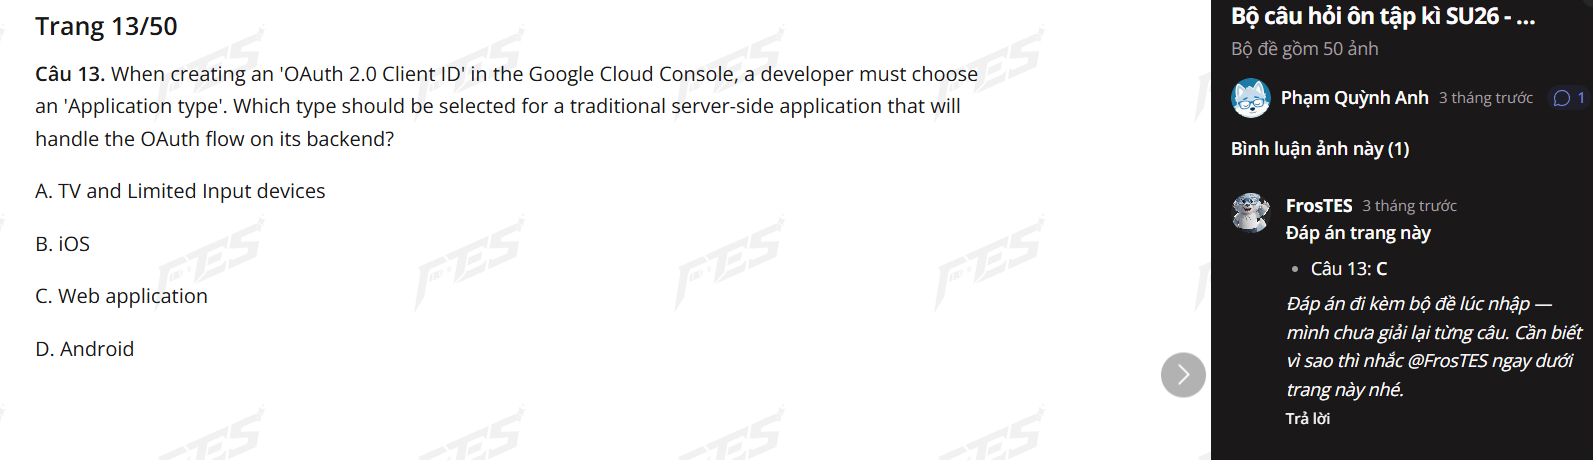 Trang 13/50
Câu 13. When creating an 'OAuth 2.0 Client ID' in the Google Cloud Console, a developer must choose
an 'Application type'. Which type should be selected for a traditional server-side application that will
handle the OAuth flow on its backend?
A. TV and Limited Input devices
B. iOS
C. Web application
D. Android
Bộ câu hỏi ôn tập kì SU26 - ...
Bộ đề gồm 50 ảnh
Phạm Quỳnh Anh 3 tháng trước 1
Bình luận ảnh này (1)
FrosTES 3 tháng trước
Đáp án trang này
• Câu 13: C
Đáp án đi kèm bộ đề lúc nhập —
mình chưa giải lại từng câu. Cần biết
vì sao thì nhắc @FrosTES ngay dưới
trang này nhé.
Trả lời